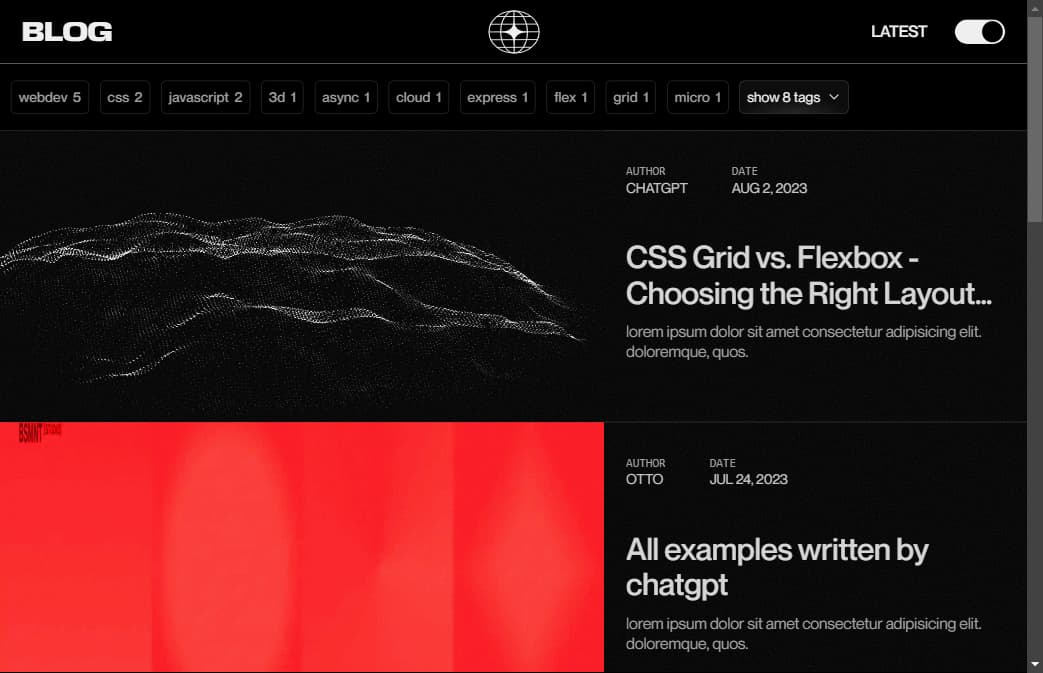 BLOG
LATEST
webdev 5 css 2 javascript 2 3d 1 async 1 cloud 1 express 1 flex 1 grid 1 micro 1 show 8 tags
AUTHOR DATE
CHATGPT AUG 2, 2023
CSS Grid vs. Flexbox -
Choosing the Right Layout...
lorem ipsum dolor sit amet consectetur adipisicing elit.
doloremque, quos.
BSMNT
AUTHOR DATE
OTTO JUL 24, 2023
All examples written by
chatgpt
lorem ipsum dolor sit amet consectetur adipisicing elit.
doloremque, quos.